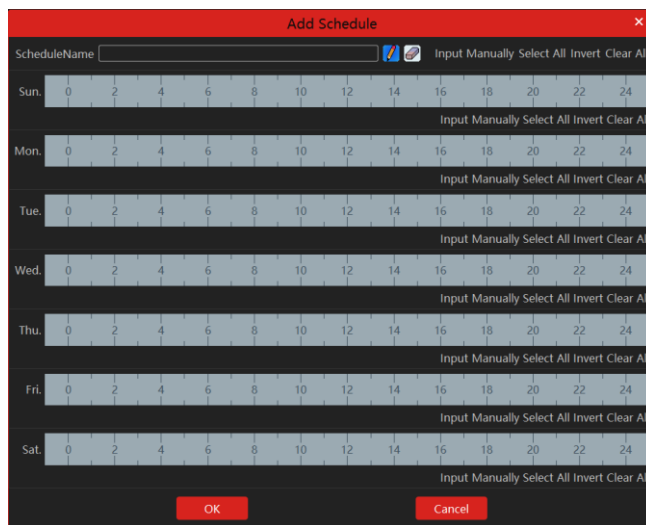 Add Schedule ×
ScheduleName Input Manually Select All Invert Clear Al
Sun. 0 2 4 6 8 10 12 14 16 18 20 22 24
Input Manually Select All Invert Clear Al
Mon. 0 2 4 6 8 10 12 14 16 18 20 22 24
Input Manually Select All Invert Clear Al
Tue. 0 2 4 6 8 10 12 14 16 18 20 22 24
Input Manually Select All Invert Clear Al
Wed. 0 2 4 6 8 10 12 14 16 18 20 22 24
Input Manually Select All Invert Clear Al
Thu. 0 2 4 6 8 10 12 14 16 18 20 22 24
Input Manually Select All Invert Clear Al
Fri. 0 2 4 6 8 10 12 14 16 18 20 22 24
Input Manually Select All Invert Clear Al
Sat. 0 2 4 6 8 10 12 14 16 18 20 22 24
Input Manually Select All Invert Clear Al
OK Cancel